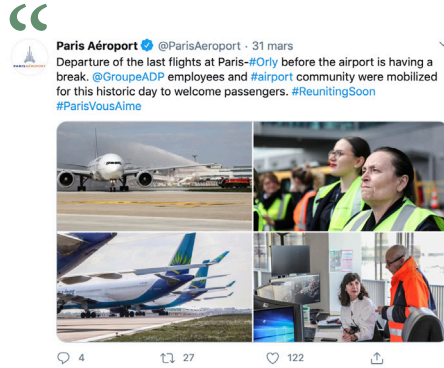 Paris Aéroport @ParisAeroport · 31 mars
Departure of the last flights at Paris-#Orly before the airport is having a
break. @GroupeADP employees and #airport community were mobilized
for this historic day to welcome passengers. #ReunitingSoon
#ParisVousAime
4 27 122